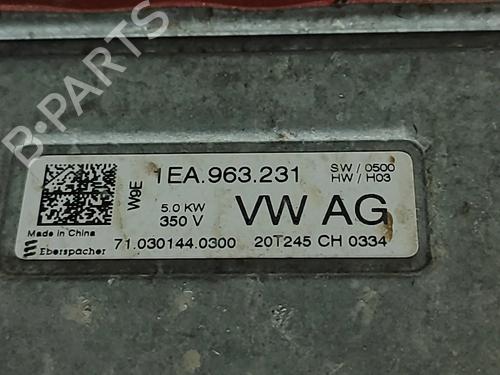 B-PARTS
W9E
1EA.963.231
SW / 0500
HW / H03
5.0 KW
350 V
VW AG
Made in China
Eberspächer
71.030144.0300
20T245 CH 0334